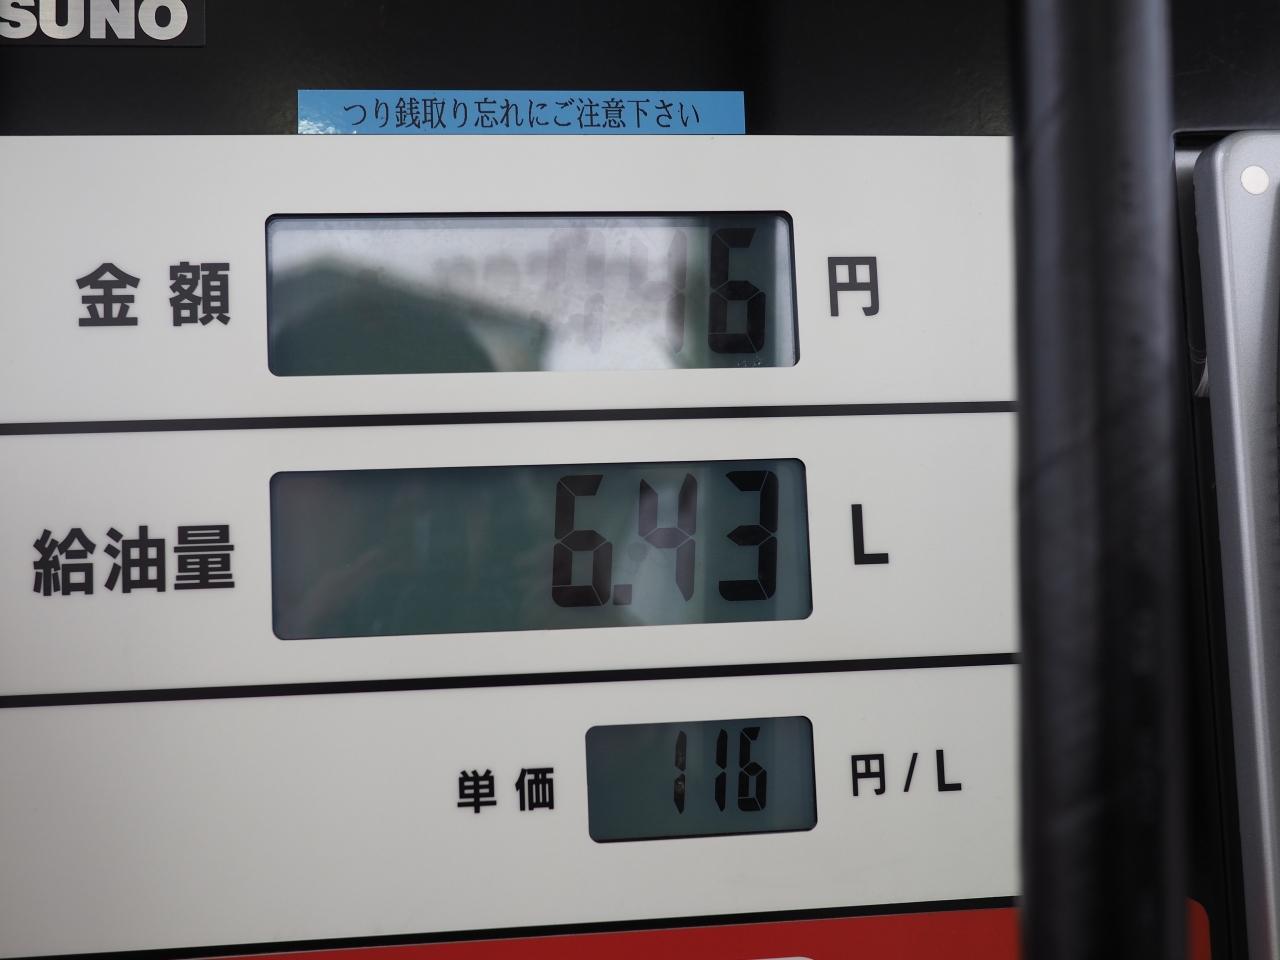 SUNO
つり銭取り忘れにご注意下さい
金額 746 円
給油量 6.43 L
単価 116 円/L